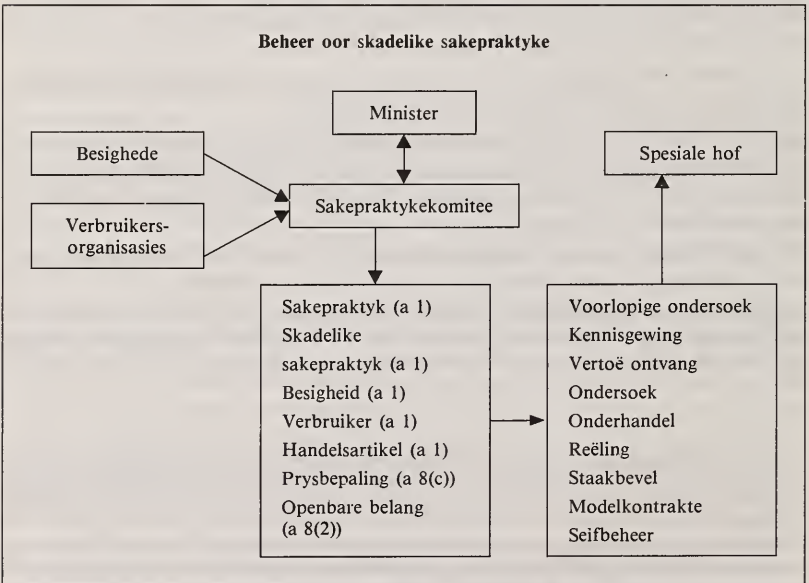 Beheer oor skadelike sakepraktyke
Minister
Besighede
Spesiale hof
Sakepraktykekomitee
Verbruikers-
organisasies
Sakepraktyk (a 1)
Skadelike
sakepraktyk (a 1)
Besigheid (a 1)
Verbruiker (a 1)
Handelsartikel (a 1)
Prysbepaling (a 8(c))
Openbare belang
(a 8(2))
Voorlopige ondersoek
Kennisgewing
Vertoë ontvang
Ondersoek
Onderhandel
Reëling
Staakbevel
Modelkontrakte
Seifbeheer